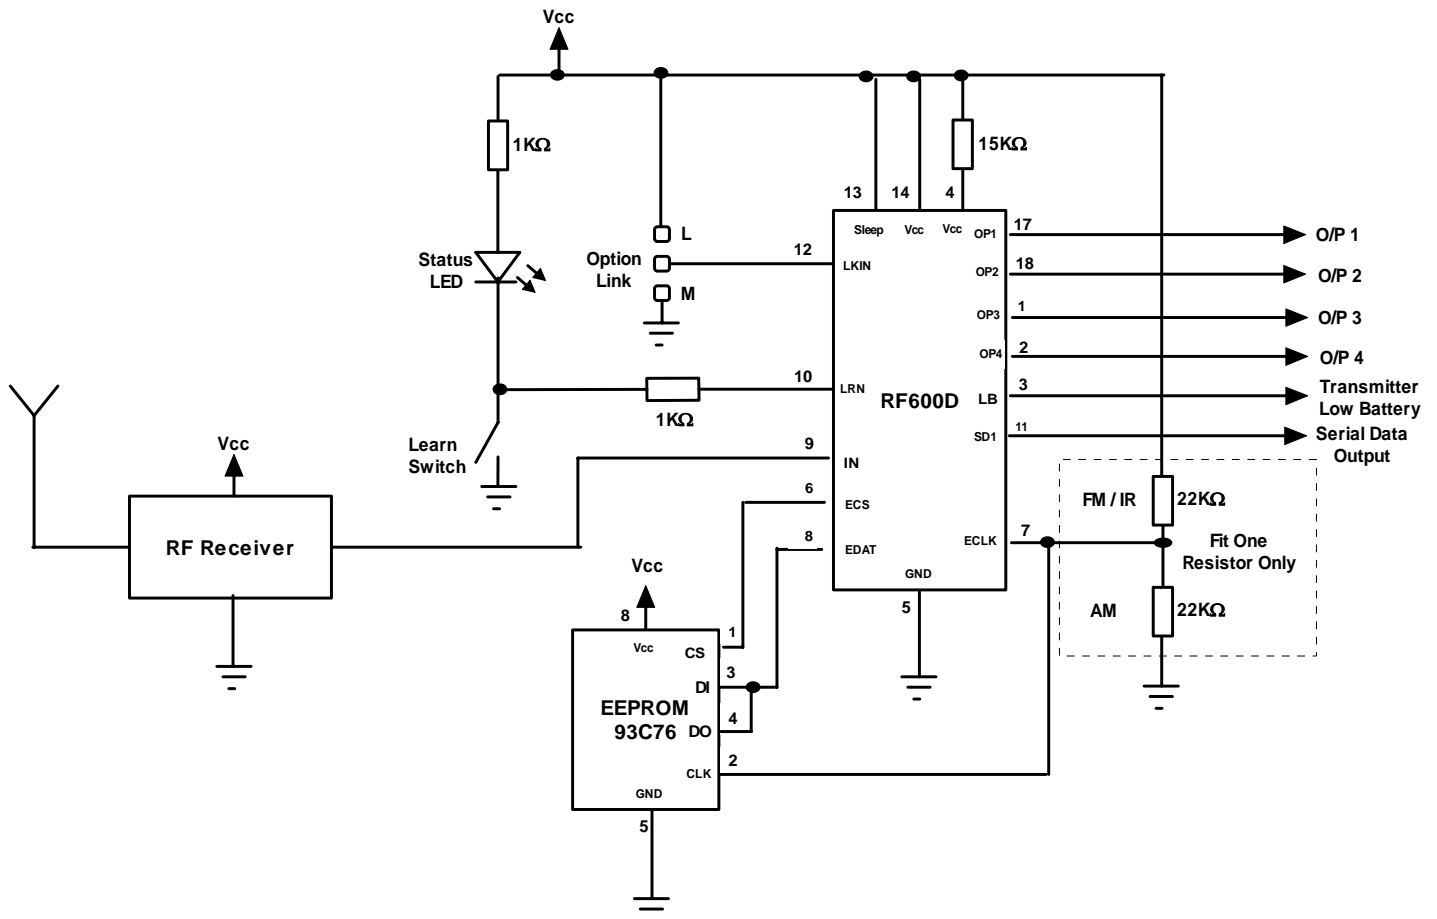 Vcc
1KΩ
15KΩ
13
14
4
Sleep
Vcc
Vcc
OP1
17
O/P 1
L
Option
Link
12
LKIN
Status
LED
OP2
18
O/P 2
M
OP3
1
O/P 3
OP4
2
O/P 4
10
LRN
RF600D
LB
3
Transmitter
Low Battery
1KΩ
SD1
11
Serial Data
Output
Learn
Switch
Vcc
9
IN
6
ECS
FM / IR
22KΩ
RF Receiver
8
EDAT
ECLK
7
Fit One
Resistor Only
GND
5
AM
22KΩ
Vcc
8
Vcc
1
CS
3
DI
EEPROM
93C76
4
DO
2
CLK
GND
5